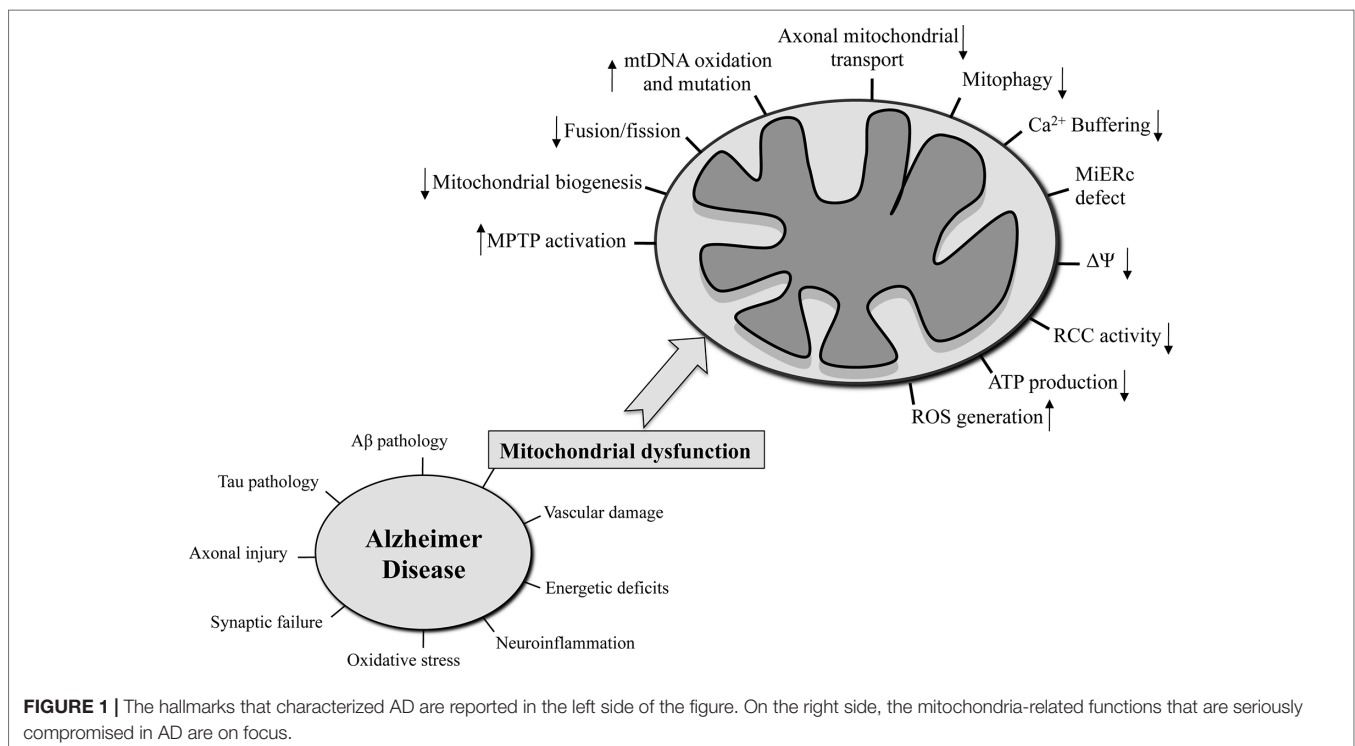 Axonal mitochondrial ↓
transport
↑ mtDNA oxidation
and mutation
Mitophagy ↓
↓ Fusion/fission
Ca²⁺ Buffering ↓
↓ Mitochondrial biogenesis
MiERc
defect
↑ MPTP activation
ΔΨ ↓
RCC activity ↓
ATP production ↓
ROS generation ↑
Mitochondrial dysfunction
Aβ pathology
Tau pathology
Vascular damage
Axonal injury
Alzheimer
Disease
Energetic deficits
Synaptic failure
Neuroinflammation
Oxidative stress
FIGURE 1 | The hallmarks that characterized AD are reported in the left side of the figure. On the right side, the mitochondria-related functions that are seriously
compromised in AD are on focus.